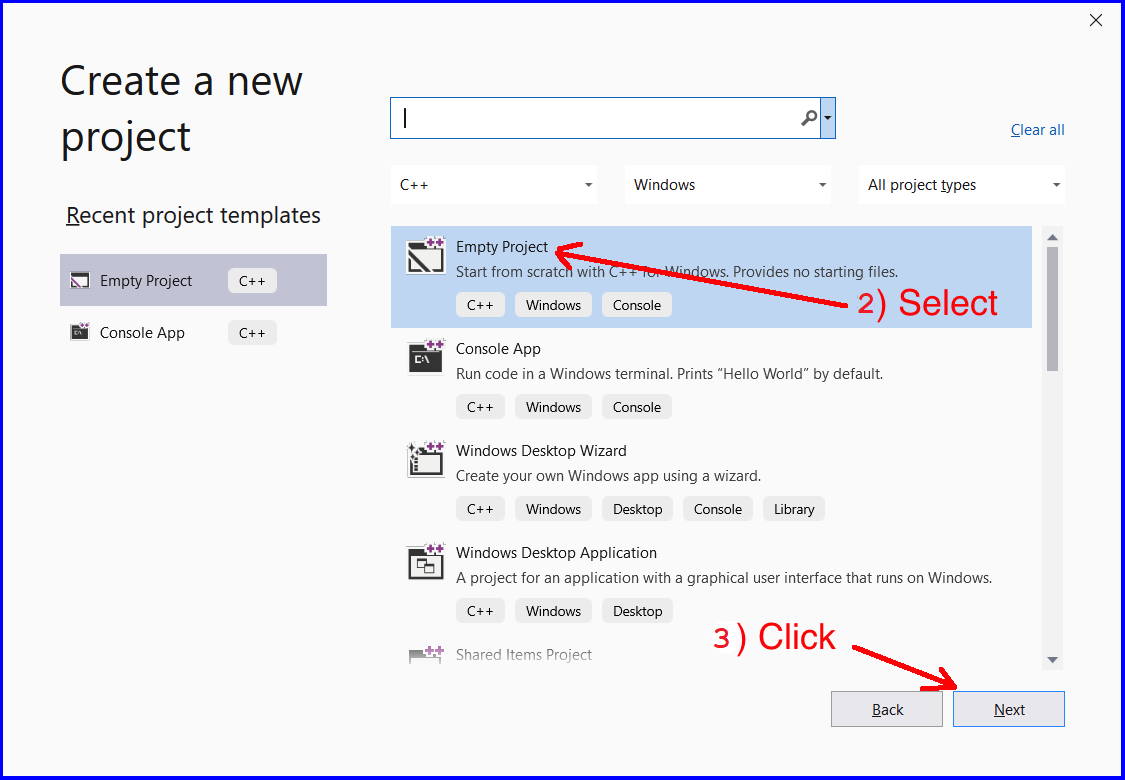 Create a new
project
Recent project templates
Empty Project C++
Console App C++
Clear all
C++ Windows All project types
Empty Project
Start from scratch with C++ for Windows. Provides no starting files.
C++ Windows Console
2) Select
Console App
Run code in a Windows terminal. Prints “Hello World” by default.
C++ Windows Console
Windows Desktop Wizard
Create your own Windows app using a wizard.
C++ Windows Desktop Console Library
Windows Desktop Application
A project for an application with a graphical user interface that runs on Windows.
C++ Windows Desktop
3) Click
Shared Items Project
Back Next